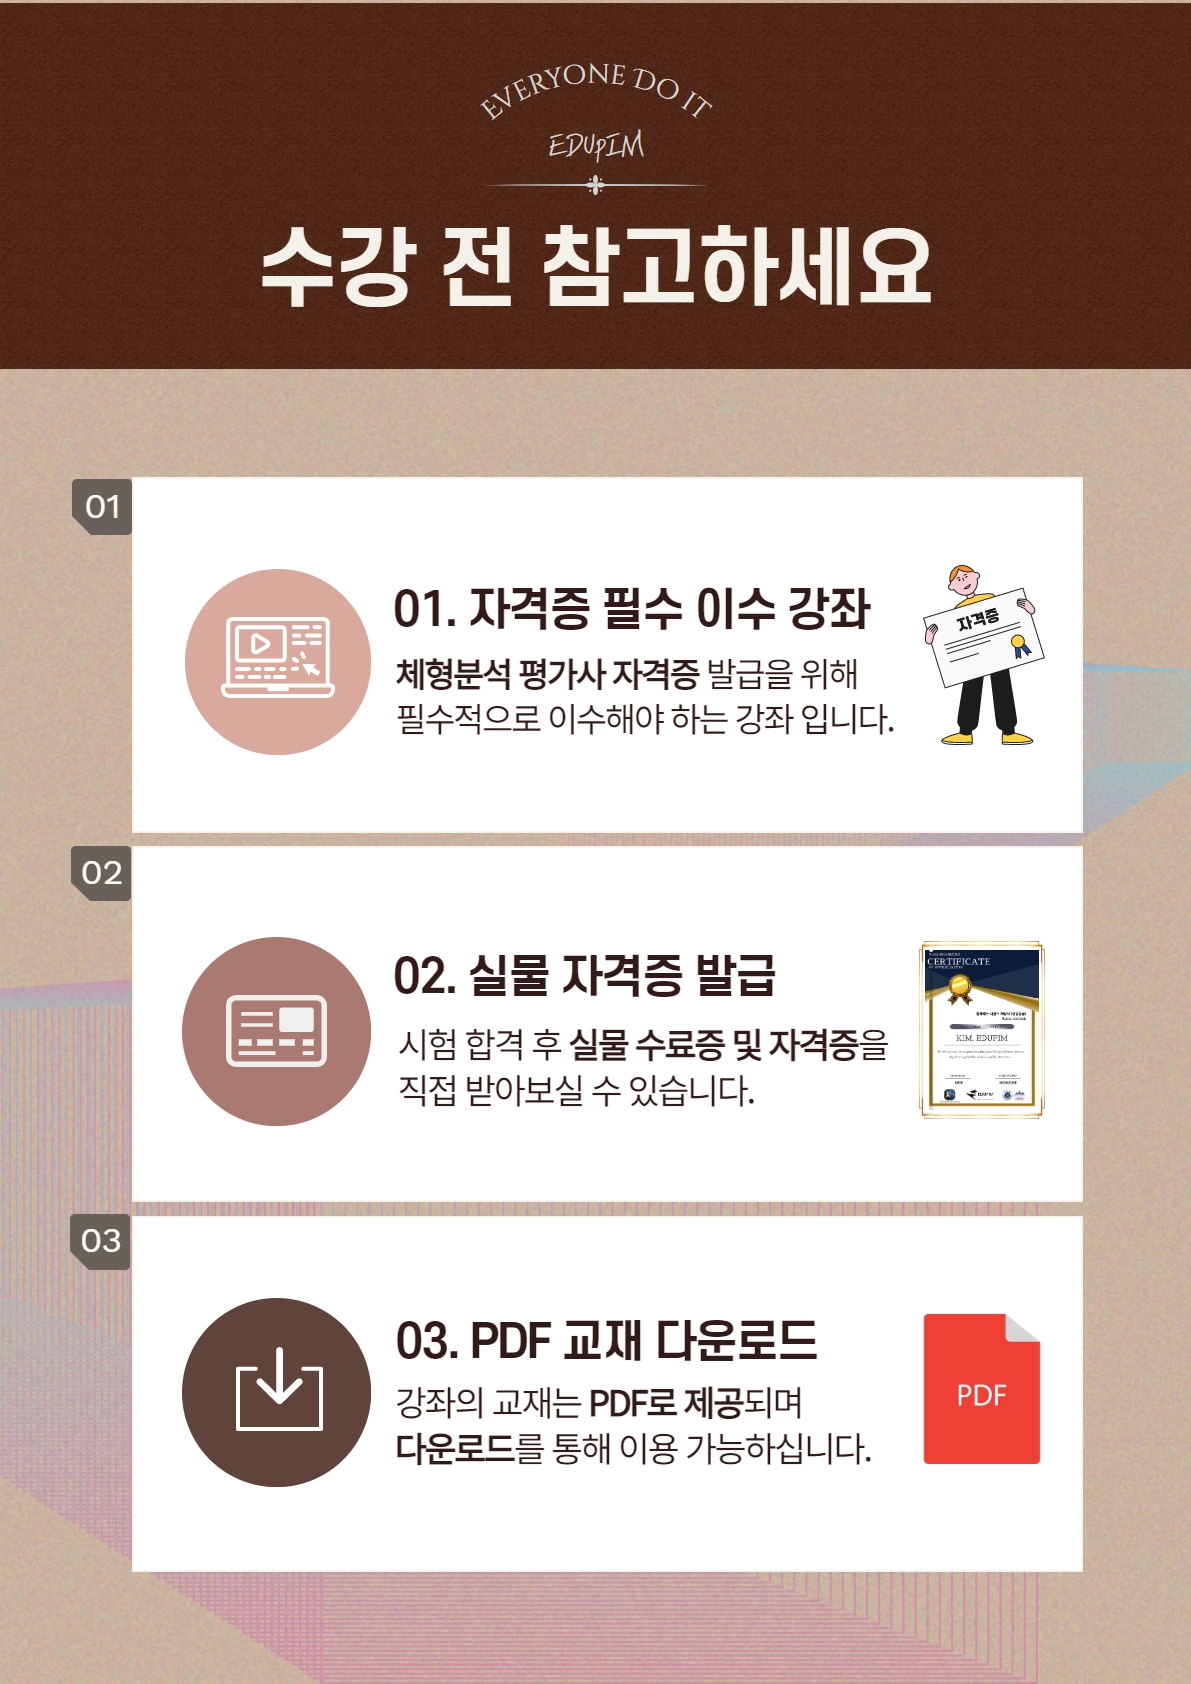 EVERYONE DO IT
EDUPIM
수강 전 참고하세요
01
01. 자격증 필수 이수 강좌
체형분석 평가사 자격증 발급을 위해
필수적으로 이수해야 하는 강좌 입니다.
자격증
02
02. 실물 자격증 발급
시험 합격 후 실물 수료증 및 자격증을
직접 받아보실 수 있습니다.
CERTIFICATE
KIM. EDUPIM
03
03. PDF 교재 다운로드
강좌의 교재는 PDF로 제공되며
다운로드를 통해 이용 가능하십니다.
PDF